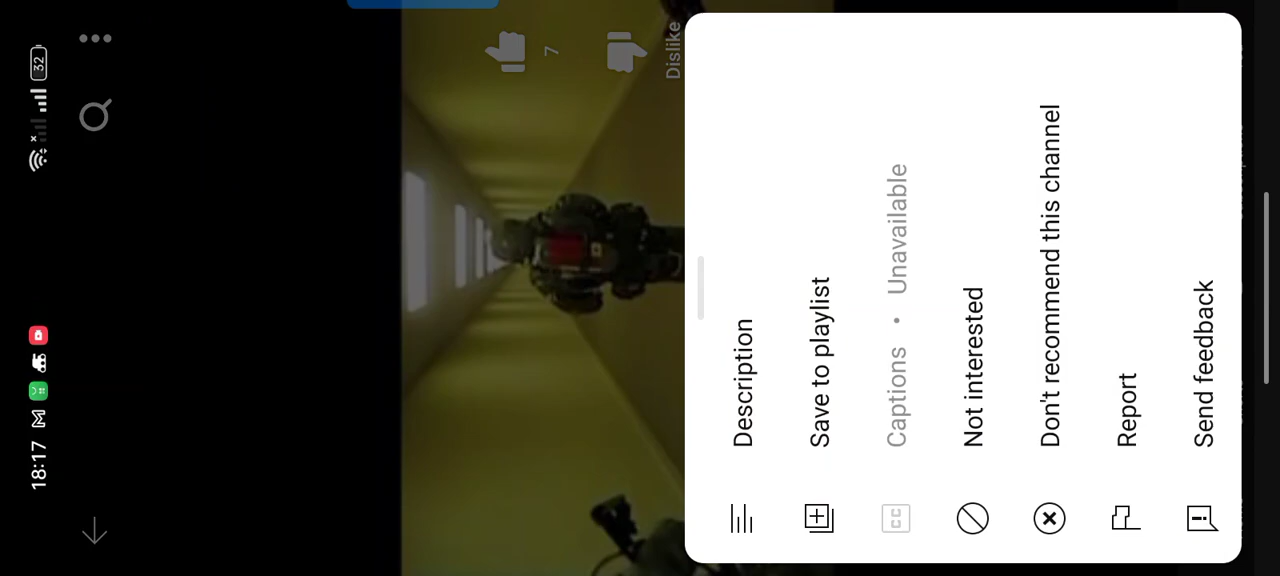 18:17
32
7
Dislike
Description
Save to playlist
Captions • Unavailable
Not interested
Don't recommend this channel
Report
Send feedback